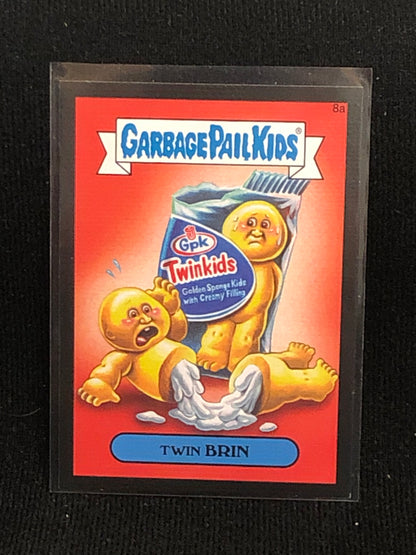 8a
GARBAGE PAIL KIDS®
Gpk
Twinkids
Golden Sponge Kids
with Creamy Filling
TWIN BRIN